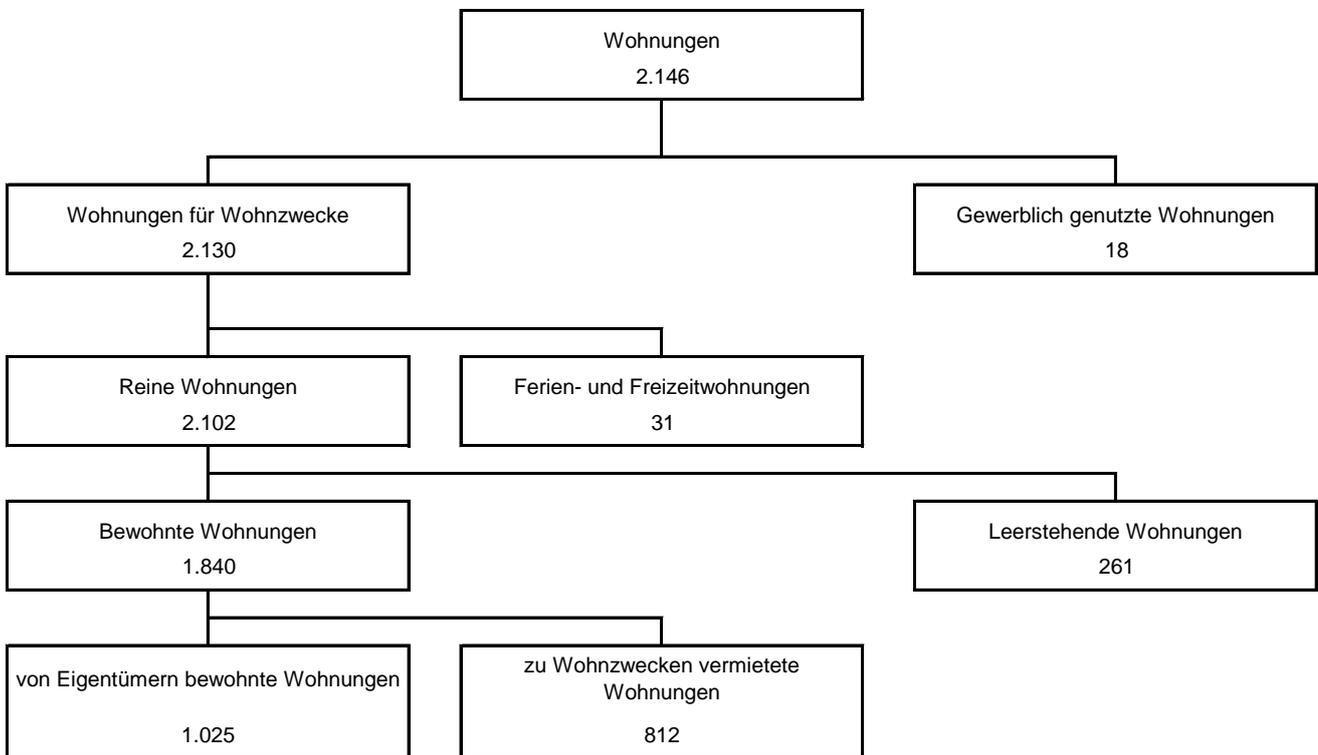 Wohnungen
2.146
Wohnungen für Wohnzwecke
2.130
Gewerblich genutzte Wohnungen
18
Reine Wohnungen
2.102
Ferien- und Freizeitwohnungen
31
Bewohnte Wohnungen
1.840
Leerstehende Wohnungen
261
von Eigentümern bewohnte Wohnungen
1.025
zu Wohnzwecken vermietete
Wohnungen
812